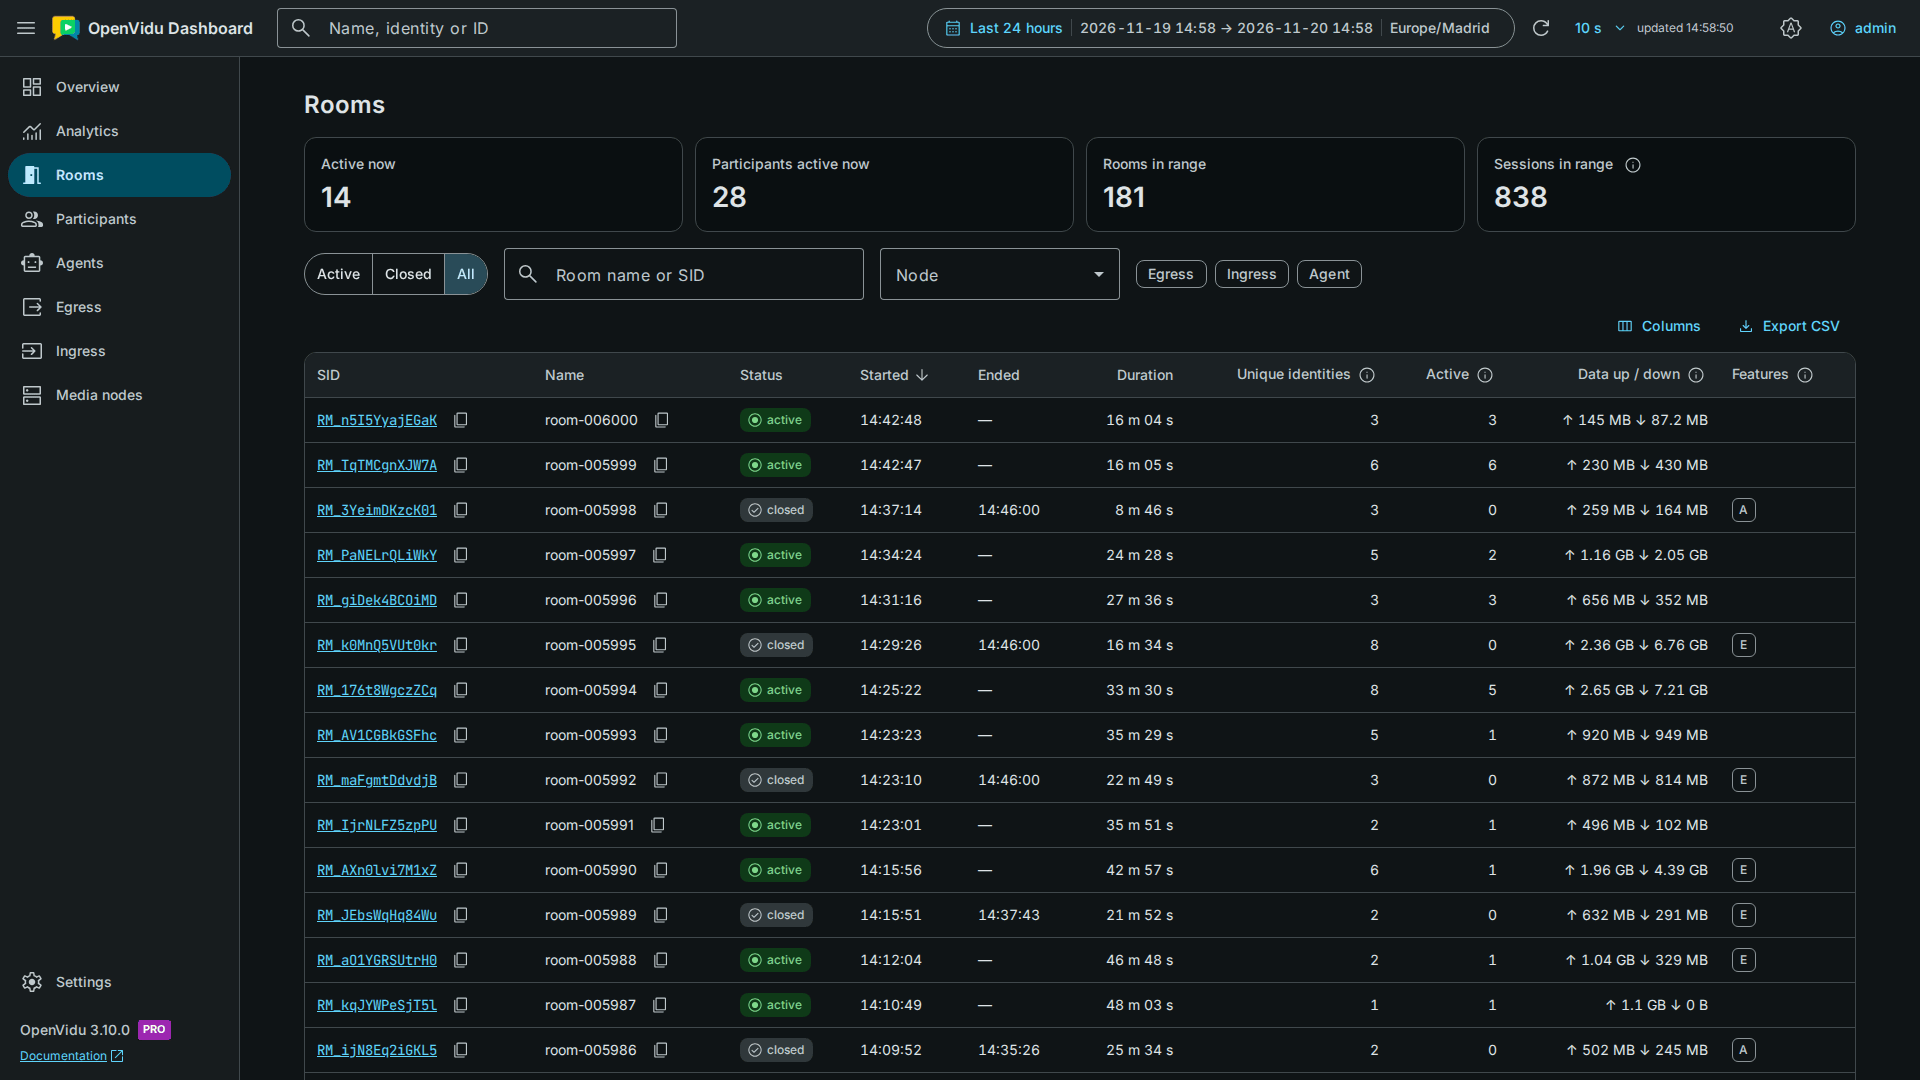 OpenVidu Dashboard
Name, identity or ID
Last 24 hours 2026-11-19 14:58 → 2026-11-20 14:58 Europe/Madrid
10 s updated 14:58:50
admin
Overview
Analytics
Rooms
Participants
Agents
Egress
Ingress
Media nodes
Settings
OpenVidu 3.10.0 PRO
Documentation
Rooms
Active now
14
Participants active now
28
Rooms in range
181
Sessions in range
838
Active Closed All
Room name or SID
Node
Egress Ingress Agent
Columns Export CSV
SID Name Status Started ↓ Ended Duration Unique identities Active Data up / down Features
RM_n5I5YyajEGaK room-006000 active 14:42:48 — 16 m 04 s 3 3 ↑ 145 MB ↓ 87.2 MB
RM_TqTMCgnXJW7A room-005999 active 14:42:47 — 16 m 05 s 6 6 ↑ 230 MB ↓ 430 MB
RM_3YeimDKzcK01 room-005998 closed 14:37:14 14:46:00 8 m 46 s 3 0 ↑ 259 MB ↓ 164 MB A
RM_PaNELrQLiWkY room-005997 active 14:34:24 — 24 m 28 s 5 2 ↑ 1.16 GB ↓ 2.05 GB
RM_giDek4BCOiMD room-005996 active 14:31:16 — 27 m 36 s 3 3 ↑ 656 MB ↓ 352 MB
RM_k0MnQ5VUt0kr room-005995 closed 14:29:26 14:46:00 16 m 34 s 8 0 ↑ 2.36 GB ↓ 6.76 GB E
RM_176t8WgczZCq room-005994 active 14:25:22 — 33 m 30 s 8 5 ↑ 2.65 GB ↓ 7.21 GB
RM_AV1CGBkGSFhc room-005993 active 14:23:23 — 35 m 29 s 5 1 ↑ 920 MB ↓ 949 MB
RM_maFgmtDdvdjB room-005992 closed 14:23:10 14:46:00 22 m 49 s 3 0 ↑ 872 MB ↓ 814 MB E
RM_IjrNLFZ5zpPU room-005991 active 14:23:01 — 35 m 51 s 2 1 ↑ 496 MB ↓ 102 MB
RM_AXn0lvi7M1xZ room-005990 active 14:15:56 — 42 m 57 s 6 1 ↑ 1.96 GB ↓ 4.39 GB E
RM_JEbsWqHq84Wu room-005989 closed 14:15:51 14:37:43 21 m 52 s 2 0 ↑ 632 MB ↓ 291 MB E
RM_aO1YGRSUtrH0 room-005988 active 14:12:04 — 46 m 48 s 2 1 ↑ 1.04 GB ↓ 329 MB E
RM_kqJYWPeSjT5l room-005987 active 14:10:49 — 48 m 03 s 1 1 ↑ 1.1 GB ↓ 0 B
RM_ijN8Eq2iGKL5 room-005986 closed 14:09:52 14:35:26 25 m 34 s 2 0 ↑ 502 MB ↓ 245 MB A